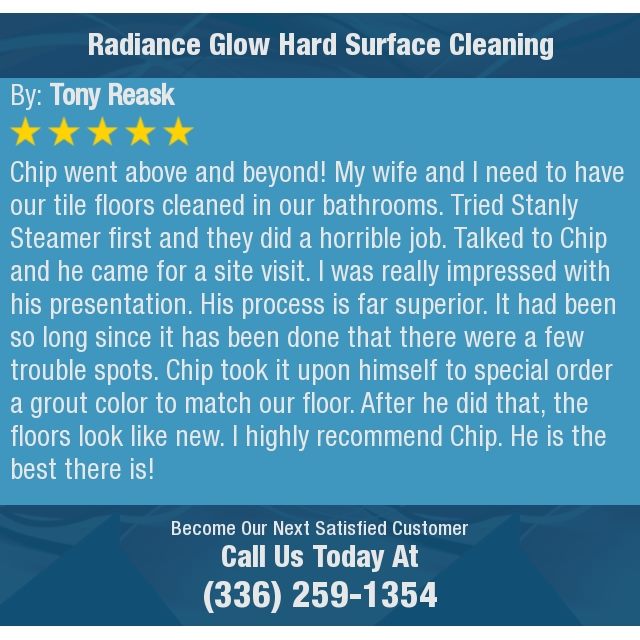 Radiance Glow Hard Surface Cleaning
By: Tony Reask
Chip went above and beyond! My wife and I need to have
our tile floors cleaned in our bathrooms. Tried Stanly
Steamer first and they did a horrible job. Talked to Chip
and he came for a site visit. I was really impressed with
his presentation. His process is far superior. It had been
so long since it has been done that there were a few
trouble spots. Chip took it upon himself to special order
a grout color to match our floor. After he did that, the
floors look like new. I highly recommend Chip. He is the
best there is!
Become Our Next Satisfied Customer
Call Us Today At
(336) 259-1354